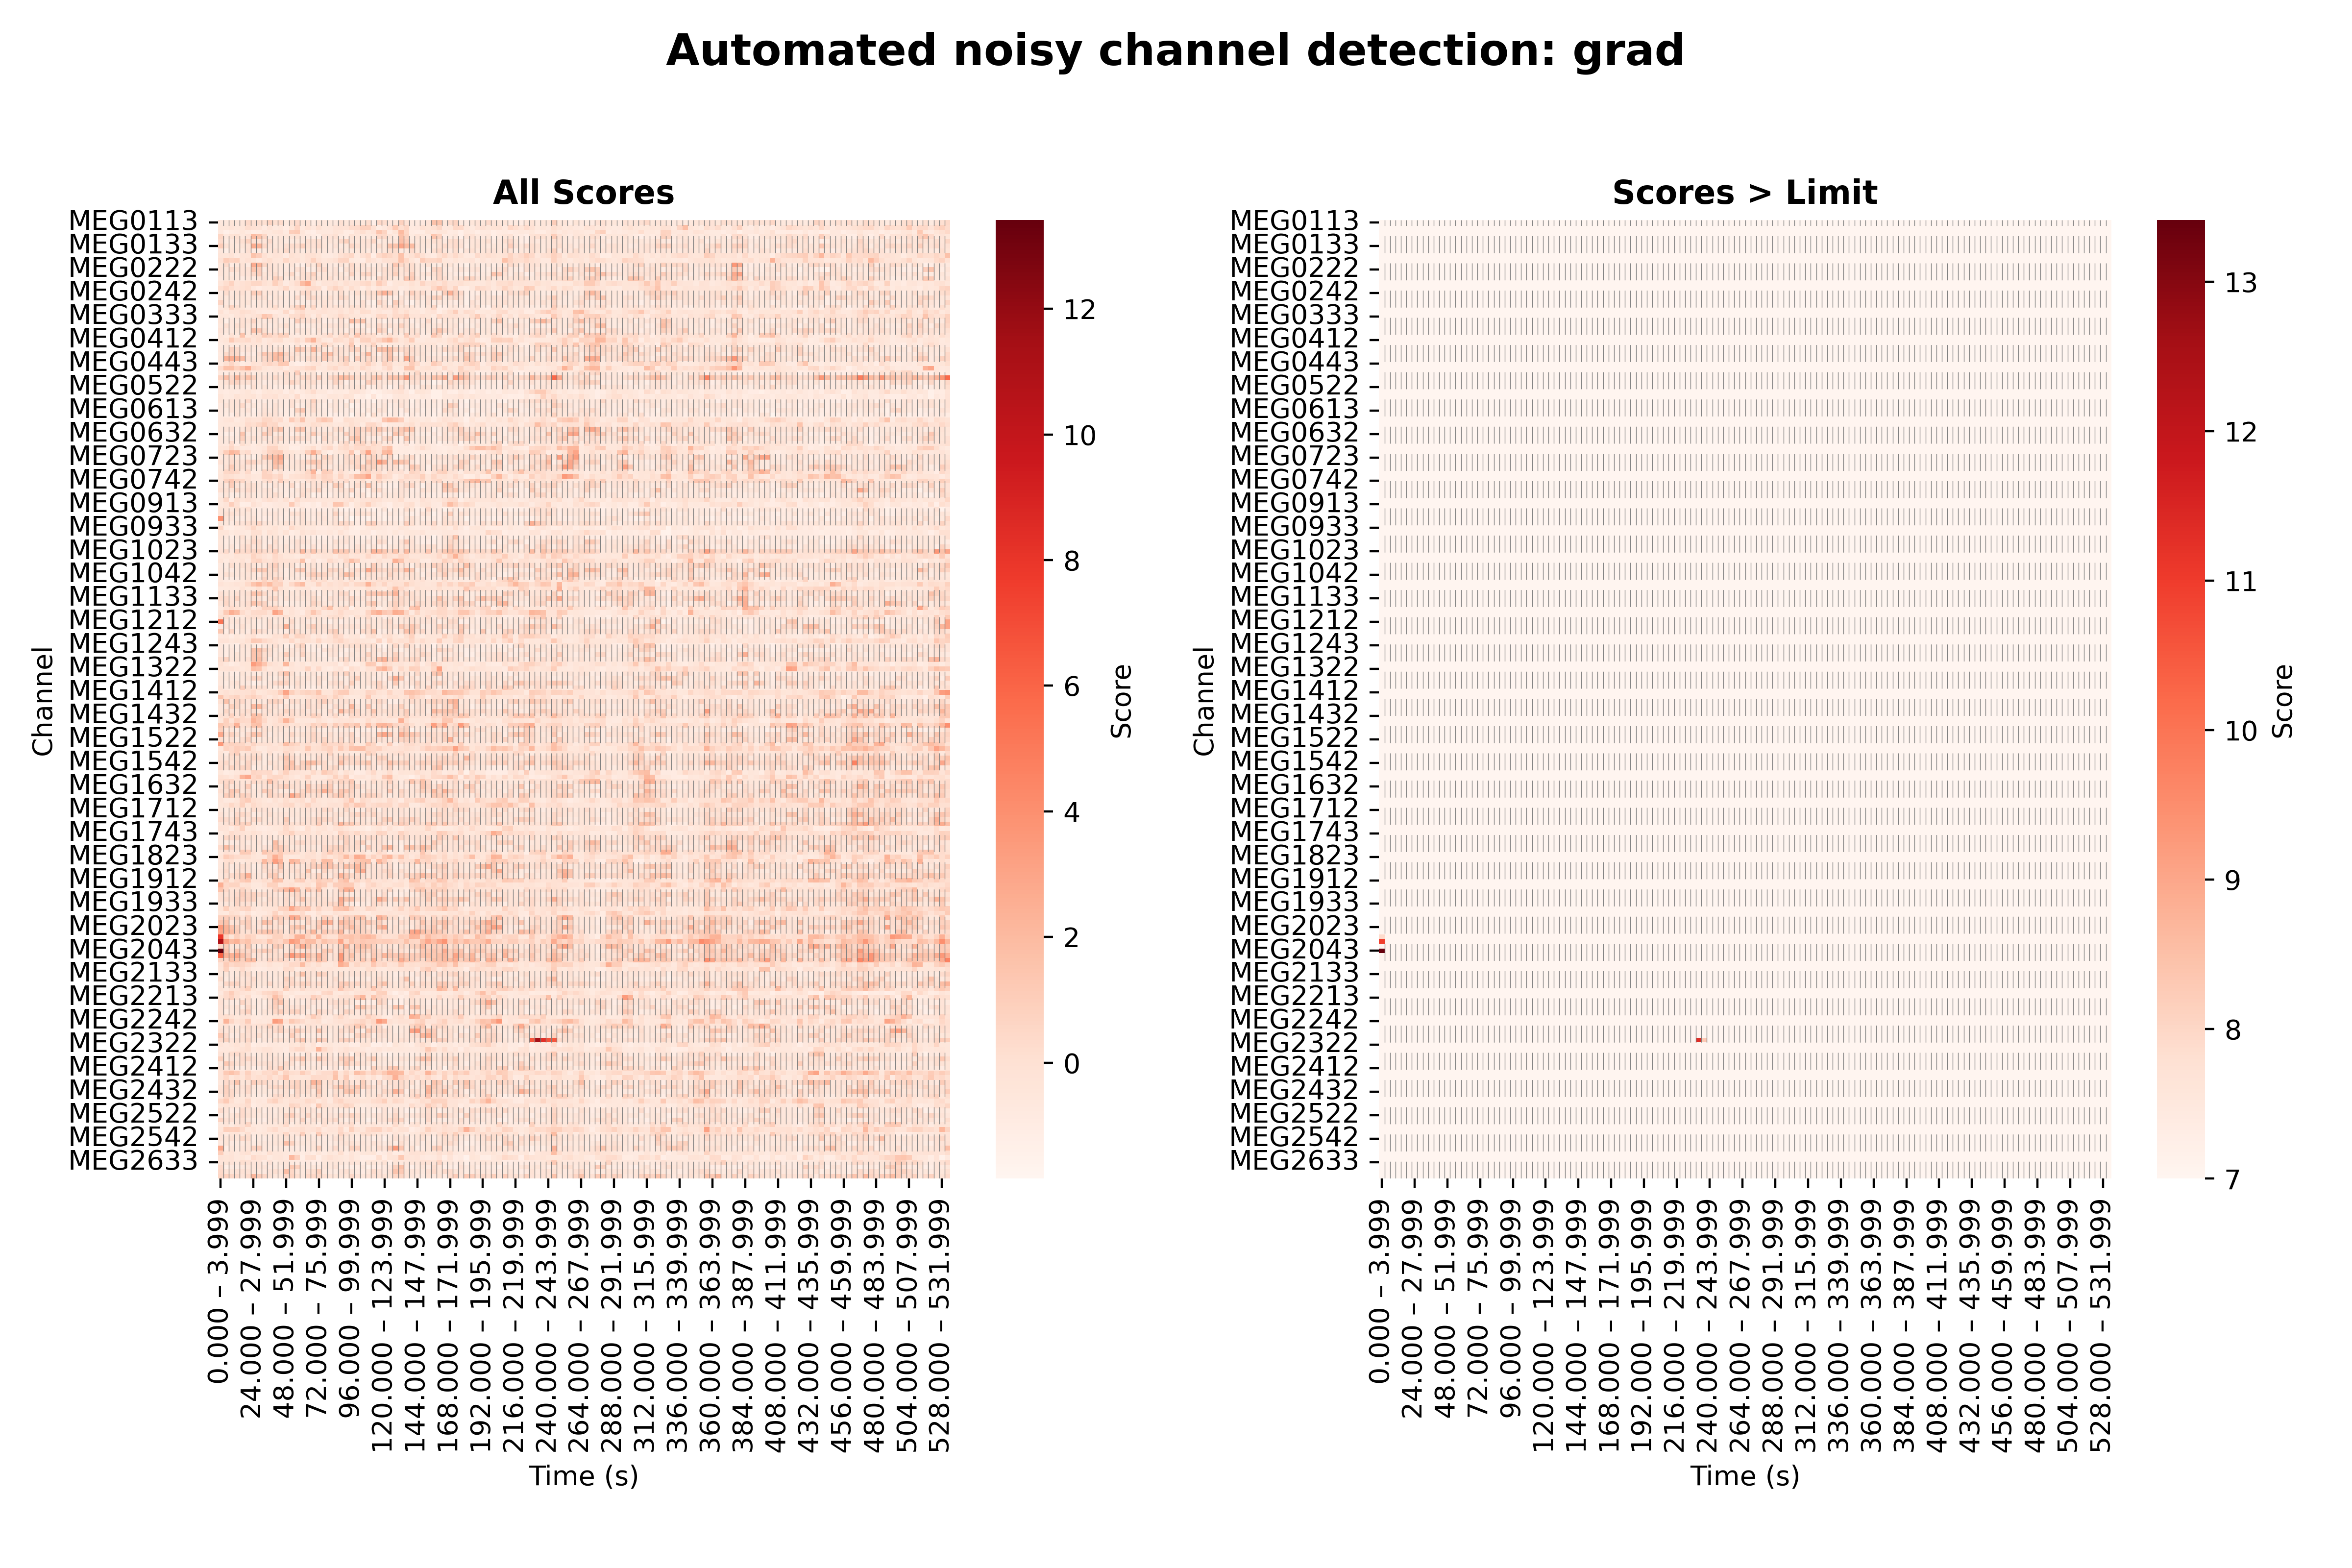 Automated noisy channel detection: grad
All Scores
Channel
MEG0113
MEG0133
MEG0222
MEG0242
MEG0333
MEG0412
MEG0443
MEG0522
MEG0613
MEG0632
MEG0723
MEG0742
MEG0913
MEG0933
MEG1023
MEG1042
MEG1133
MEG1212
MEG1243
MEG1322
MEG1412
MEG1432
MEG1522
MEG1542
MEG1632
MEG1712
MEG1743
MEG1823
MEG1912
MEG1933
MEG2023
MEG2043
MEG2133
MEG2213
MEG2242
MEG2322
MEG2412
MEG2432
MEG2522
MEG2542
MEG2633
0.000 – 3.999
24.000 – 27.999
48.000 – 51.999
72.000 – 75.999
96.000 – 99.999
120.000 – 123.999
144.000 – 147.999
168.000 – 171.999
192.000 – 195.999
216.000 – 219.999
240.000 – 243.999
264.000 – 267.999
288.000 – 291.999
312.000 – 315.999
336.000 – 339.999
360.000 – 363.999
384.000 – 387.999
408.000 – 411.999
432.000 – 435.999
456.000 – 459.999
480.000 – 483.999
504.000 – 507.999
528.000 – 531.999
Time (s)
12
10
8
6
4
2
0
Score
Scores > Limit
Channel
MEG0113
MEG0133
MEG0222
MEG0242
MEG0333
MEG0412
MEG0443
MEG0522
MEG0613
MEG0632
MEG0723
MEG0742
MEG0913
MEG0933
MEG1023
MEG1042
MEG1133
MEG1212
MEG1243
MEG1322
MEG1412
MEG1432
MEG1522
MEG1542
MEG1632
MEG1712
MEG1743
MEG1823
MEG1912
MEG1933
MEG2023
MEG2043
MEG2133
MEG2213
MEG2242
MEG2322
MEG2412
MEG2432
MEG2522
MEG2542
MEG2633
0.000 – 3.999
24.000 – 27.999
48.000 – 51.999
72.000 – 75.999
96.000 – 99.999
120.000 – 123.999
144.000 – 147.999
168.000 – 171.999
192.000 – 195.999
216.000 – 219.999
240.000 – 243.999
264.000 – 267.999
288.000 – 291.999
312.000 – 315.999
336.000 – 339.999
360.000 – 363.999
384.000 – 387.999
408.000 – 411.999
432.000 – 435.999
456.000 – 459.999
480.000 – 483.999
504.000 – 507.999
528.000 – 531.999
Time (s)
13
12
11
10
9
8
7
Score